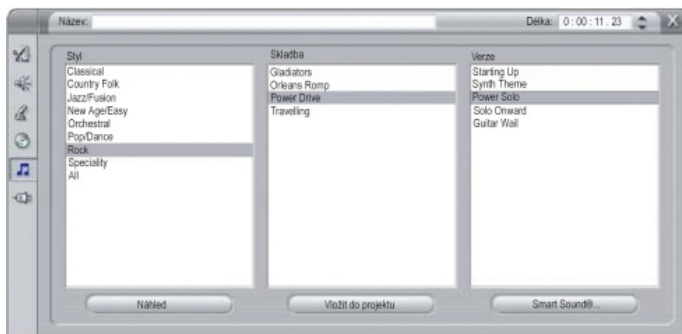 Název:
Délka: 0 : 00 : 11 . 23
Styl
Classical
Country Folk
Jazz/Fusion
New Age/Easy
Orchestral
Pop/Dance
Rock
Speciality
All
Náhled
Skladba
Gladiators
Orleans Romp
Power Drive
Travelling
Vložit do projektu
Verze
Starting Up
Synth Theme
Power Solo
Solo Onward
Guitar Wail
Smart Sound®...